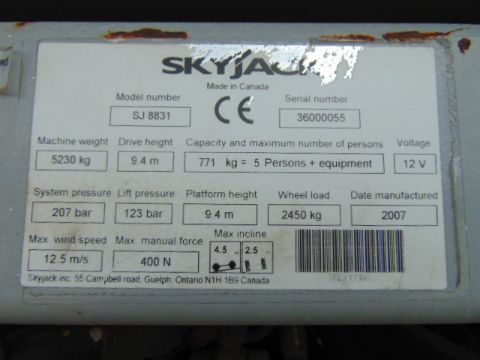 SKYJACK
Made in Canada
Model number
Serial number
SJ 8831
CE
36000055
Machine weight
Drive height
Capacity and maximum number of persons
Voltage
5230 kg
9.4 m
771 kg = 5 Persons + equipment
12 V
System pressure
Lift pressure
Platform height
Wheel load
Date manufactured
207 bar
123 bar
9.4 m
2450 kg
2007
Max. wind speed
Max. manual force
Max incline
12.5 m/s
400 N
4.5
2.5
Skyjack inc. 55 Campbell road, Guelph, Ontario N1H 1B9 Canada